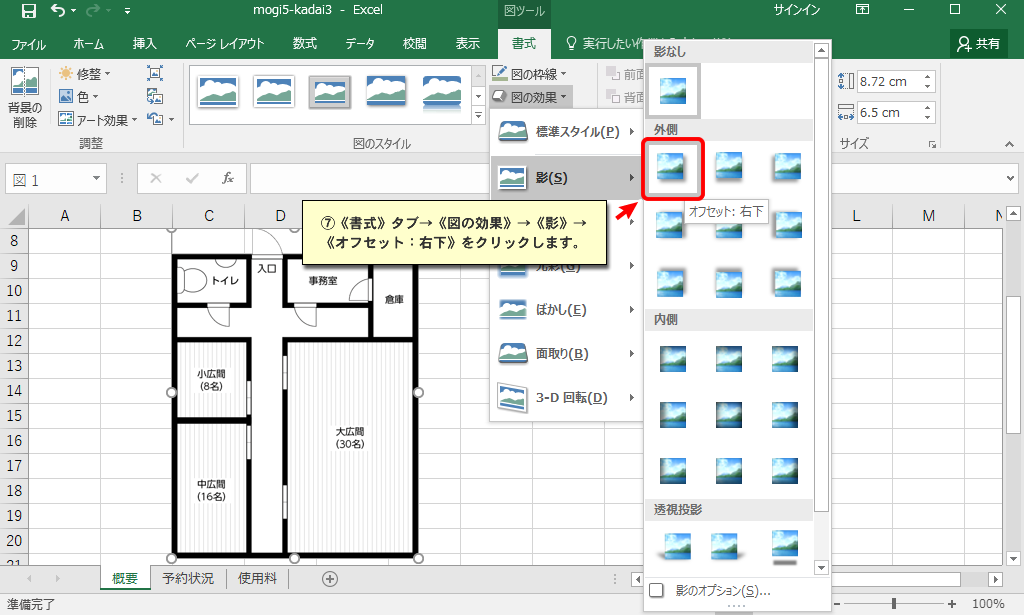 mogi5-kadai3 - Excel
図ツール
サインイン
ファイル ホーム 挿入 ページ レイアウト 数式 データ 校閲 表示 書式 実行したい作
共有
背景の
削除
修整
色
アート効果
調整
図のスタイル
図の枠線
図の効果
前面
背面
8.72 cm
6.5 cm
サイズ
図 1
fx
標準スタイル(P)
影(S)
光彩(G)
ぼかし(E)
面取り(B)
3-D 回転(D)
影なし
外側
オフセット: 右下
内側
透視投影
影のオプション(S)...
⑦《書式》タブ→《図の効果》→《影》→
《オフセット：右下》をクリックします。
A B C D L M N
8
9
10
11
12
13
14
15
16
17
18
19
20
21
入口
トイレ
事務室
倉庫
小広間
(8名)
大広間
(30名)
中広間
(16名)
概要 予約状況 使用料
準備完了
100%